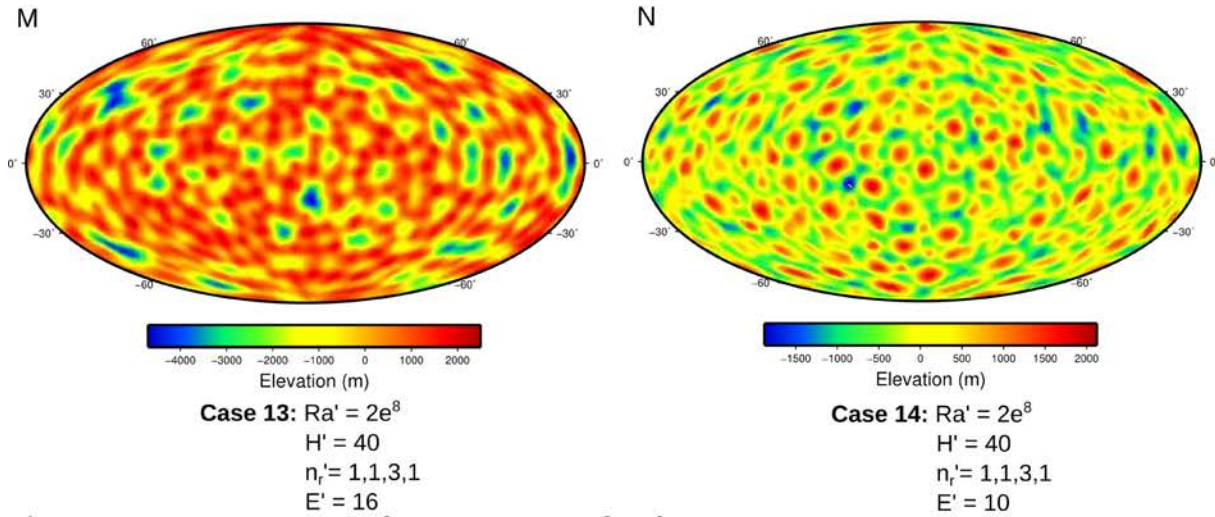 M
N
60˚
60˚
60˚
60˚
30˚
30˚
30˚
30˚
0˚
0˚
0˚
0˚
−30˚
−30˚
−30˚
−30˚
−60˚
−60˚
−60˚
−60˚
−4000 −3000 −2000 −1000 0 1000 2000
Elevation (m)
Case 13: Ra' = 2e⁸
H' = 40
nᵣ'= 1,1,3,1
E' = 16
−1500 −1000 −500 0 500 1000 1500 2000
Elevation (m)
Case 14: Ra' = 2e⁸
H' = 40
nᵣ'= 1,1,3,1
E' = 10